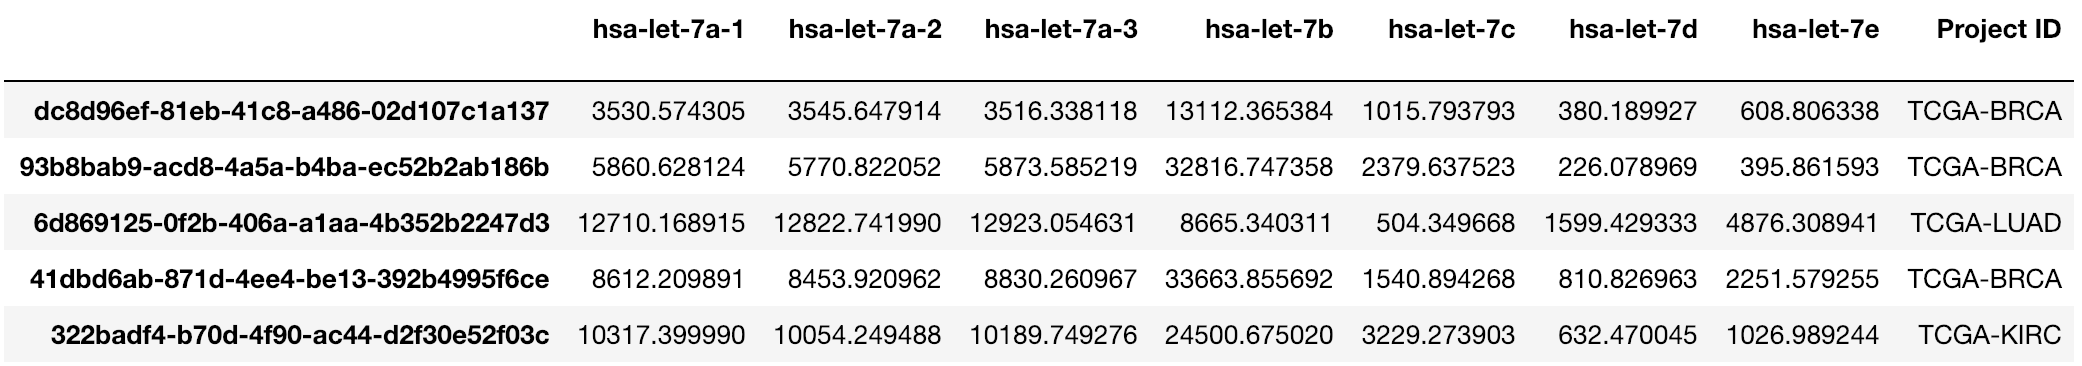 hsa-let-7a-1 hsa-let-7a-2 hsa-let-7a-3 hsa-let-7b hsa-let-7c hsa-let-7d hsa-let-7e Project ID
dc8d96ef-81eb-41c8-a486-02d107c1a137 3530.574305 3545.647914 3516.338118 13112.365384 1015.793793 380.189927 608.806338 TCGA-BRCA
93b8bab9-acd8-4a5a-b4ba-ec52b2ab186b 5860.628124 5770.822052 5873.585219 32816.747358 2379.637523 226.078969 395.861593 TCGA-BRCA
6d869125-0f2b-406a-a1aa-4b352b2247d3 12710.168915 12822.741990 12923.054631 8665.340311 504.349668 1599.429333 4876.308941 TCGA-LUAD
41dbd6ab-871d-4ee4-be13-392b4995f6ce 8612.209891 8453.920962 8830.260967 33663.855692 1540.894268 810.826963 2251.579255 TCGA-BRCA
322badf4-b70d-4f90-ac44-d2f30e52f03c 10317.399990 10054.249488 10189.749276 24500.675020 3229.273903 632.470045 1026.989244 TCGA-KIRC